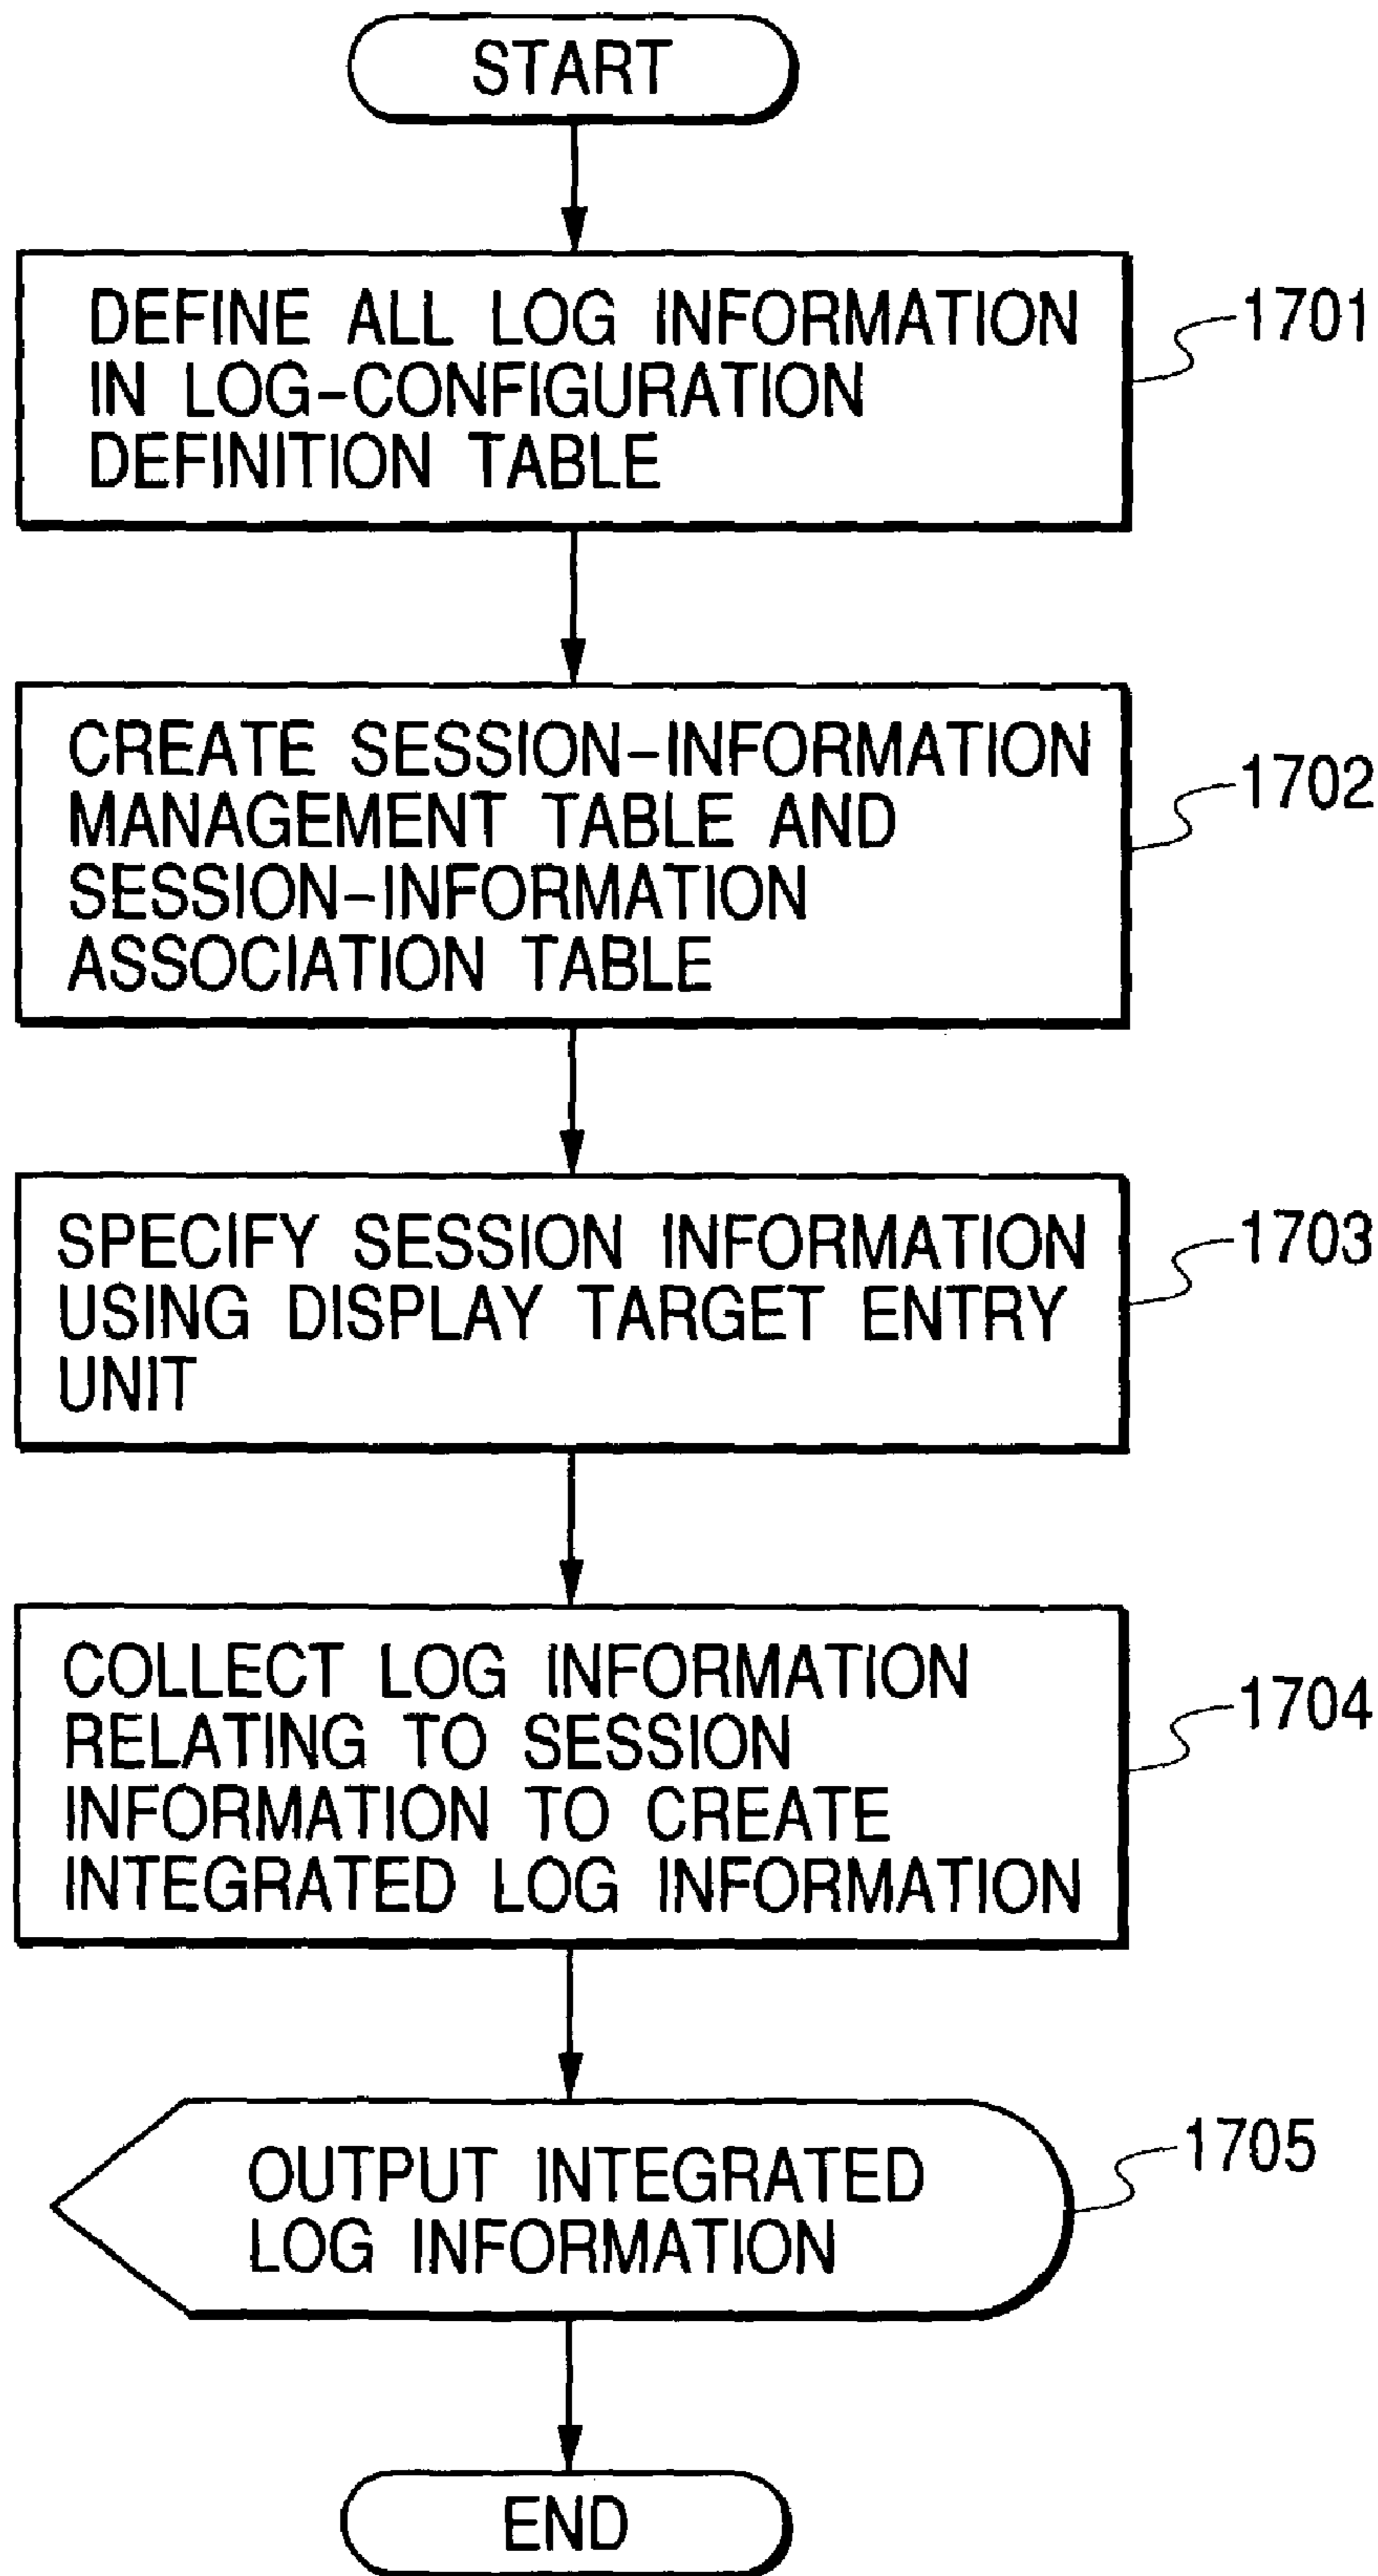 START
DEFINE ALL LOG INFORMATION
IN LOG-CONFIGURATION
DEFINITION TABLE
1701
CREATE SESSION-INFORMATION
MANAGEMENT TABLE AND
SESSION-INFORMATION
ASSOCIATION TABLE
1702
SPECIFY SESSION INFORMATION
USING DISPLAY TARGET ENTRY
UNIT
1703
COLLECT LOG INFORMATION
RELATING TO SESSION
INFORMATION TO CREATE
INTEGRATED LOG INFORMATION
1704
OUTPUT INTEGRATED
LOG INFORMATION
1705
END